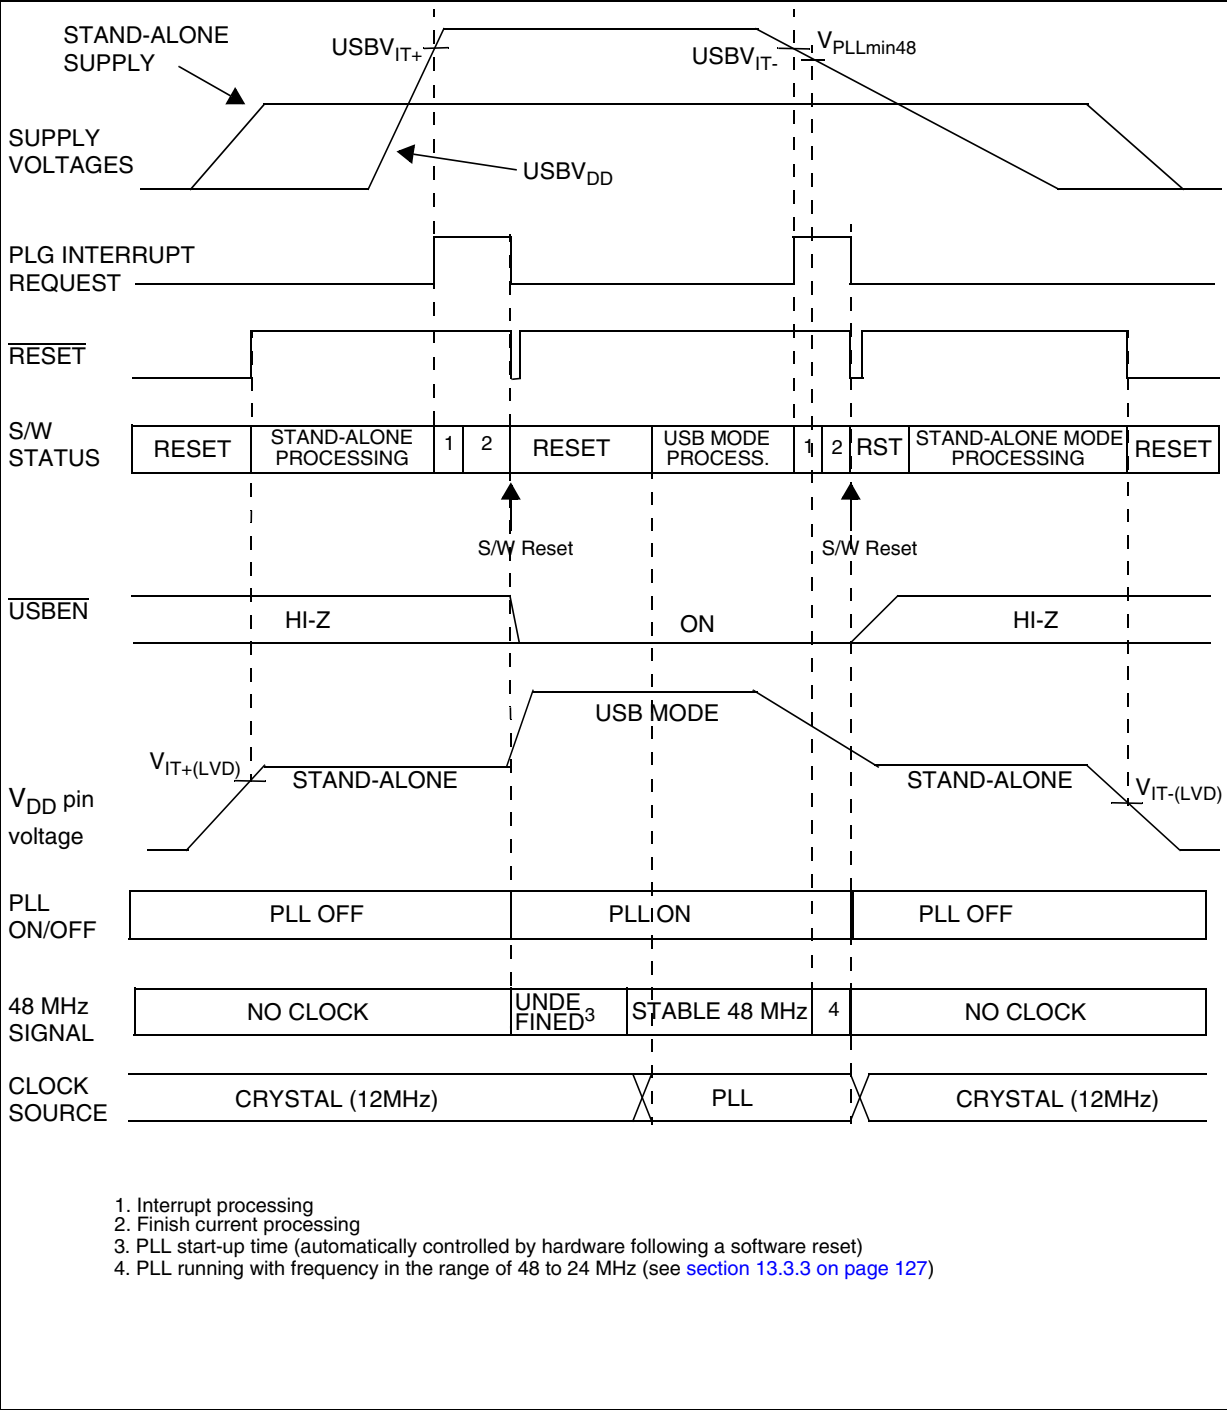 STAND-ALONE
SUPPLY
USBVIT+
USBVIT-
VPLLmin48
SUPPLY
VOLTAGES
USBVDD
PLG INTERRUPT
REQUEST
RESET
S/W
STATUS
RESET
STAND-ALONE
PROCESSING
1
2
RESET
USB MODE
PROCESS.
1
2
RST
STAND-ALONE MODE
PROCESSING
RESET
S/W Reset
S/W Reset
USBEN
HI-Z
ON
HI-Z
USB MODE
VIT+(LVD)
STAND-ALONE
STAND-ALONE
VIT-(LVD)
VDD pin
voltage
PLL
ON/OFF
PLL OFF
PLL ON
PLL OFF
48 MHz
SIGNAL
NO CLOCK
UNDE
FINED3
STABLE 48 MHz
4
NO CLOCK
CLOCK
SOURCE
CRYSTAL (12MHz)
PLL
CRYSTAL (12MHz)
1. Interrupt processing
2. Finish current processing
3. PLL start-up time (automatically controlled by hardware following a software reset)
4. PLL running with frequency in the range of 48 to 24 MHz (see section 13.3.3 on page 127)